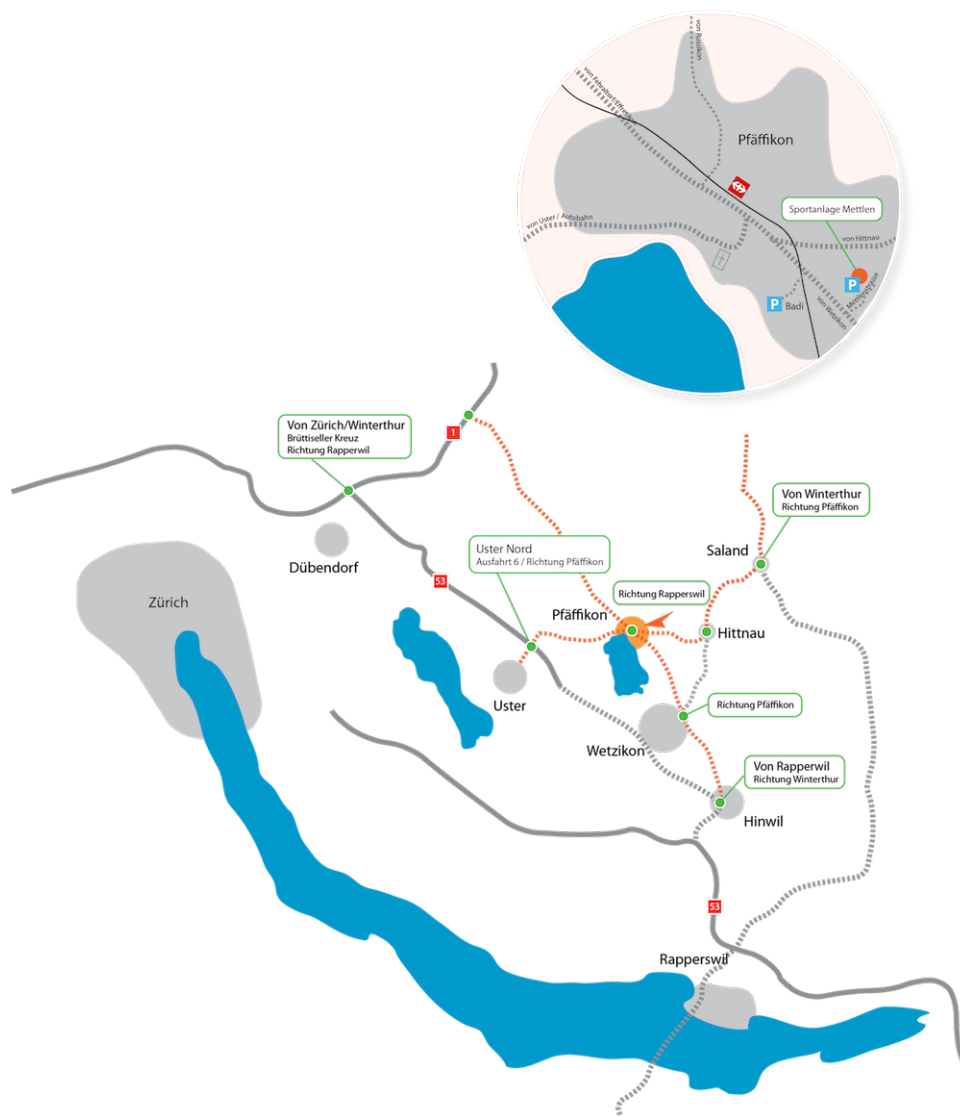 von Russikon
von Fehraltorf/Effretikon
Pfäffikon
Sportanlage Mettlen
von Uster / Autobahn
von Hittnau
P
Mettlenstrasse
P
Badi
von Wetzikon
Von Zürich/Winterthur
Brüttiseller Kreuz
Richtung Rapperwil
1
Von Winterthur
Richtung Pfäffikon
Uster Nord
Ausfahrt 6 / Richtung Pfäffikon
Saland
Dübendorf
53
Zürich
Richtung Rapperswil
Pfäffikon
Hittnau
Uster
Richtung Pfäffikon
Wetzikon
Von Rapperwil
Richtung Winterthur
Hinwil
53
Rapperswil